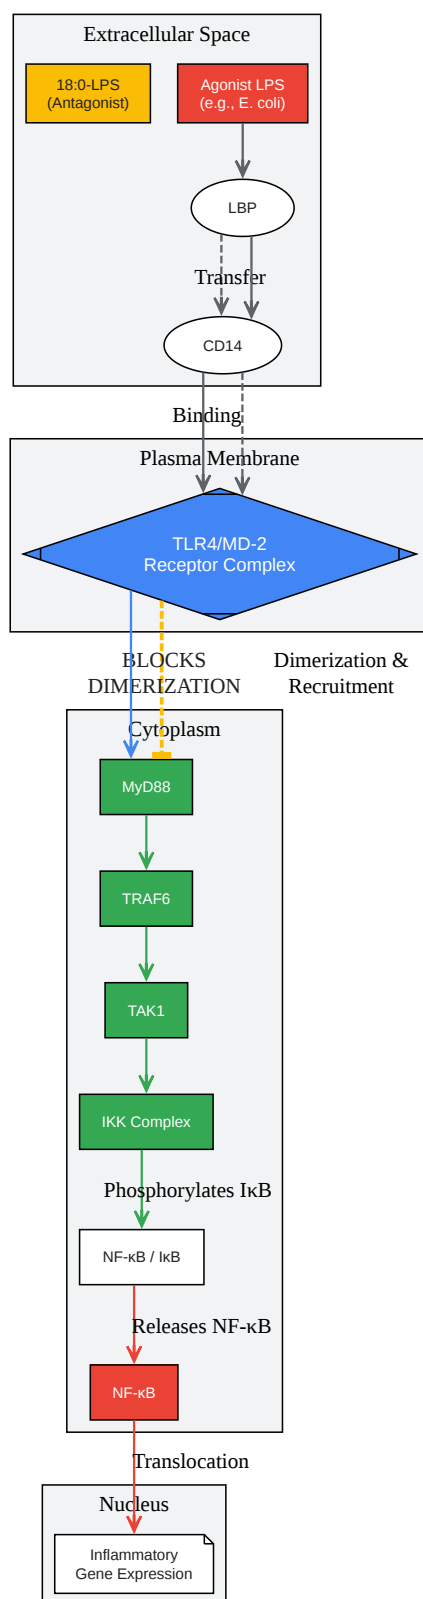 Extracellular Space
18:0-LPS
(Antagonist)
Agonist LPS
(e.g., E. coli)
LBP
Transfer
CD14
Binding
Plasma Membrane
TLR4/MD-2
Receptor Complex
BLOCKS
DIMERIZATION
Dimerization &
Recruitment
Cytoplasm
MyD88
TRAF6
TAK1
IKK Complex
Phosphorylates IκB
NF-κB / IκB
Releases NF-κB
NF-κB
Translocation
Nucleus
Inflammatory
Gene Expression